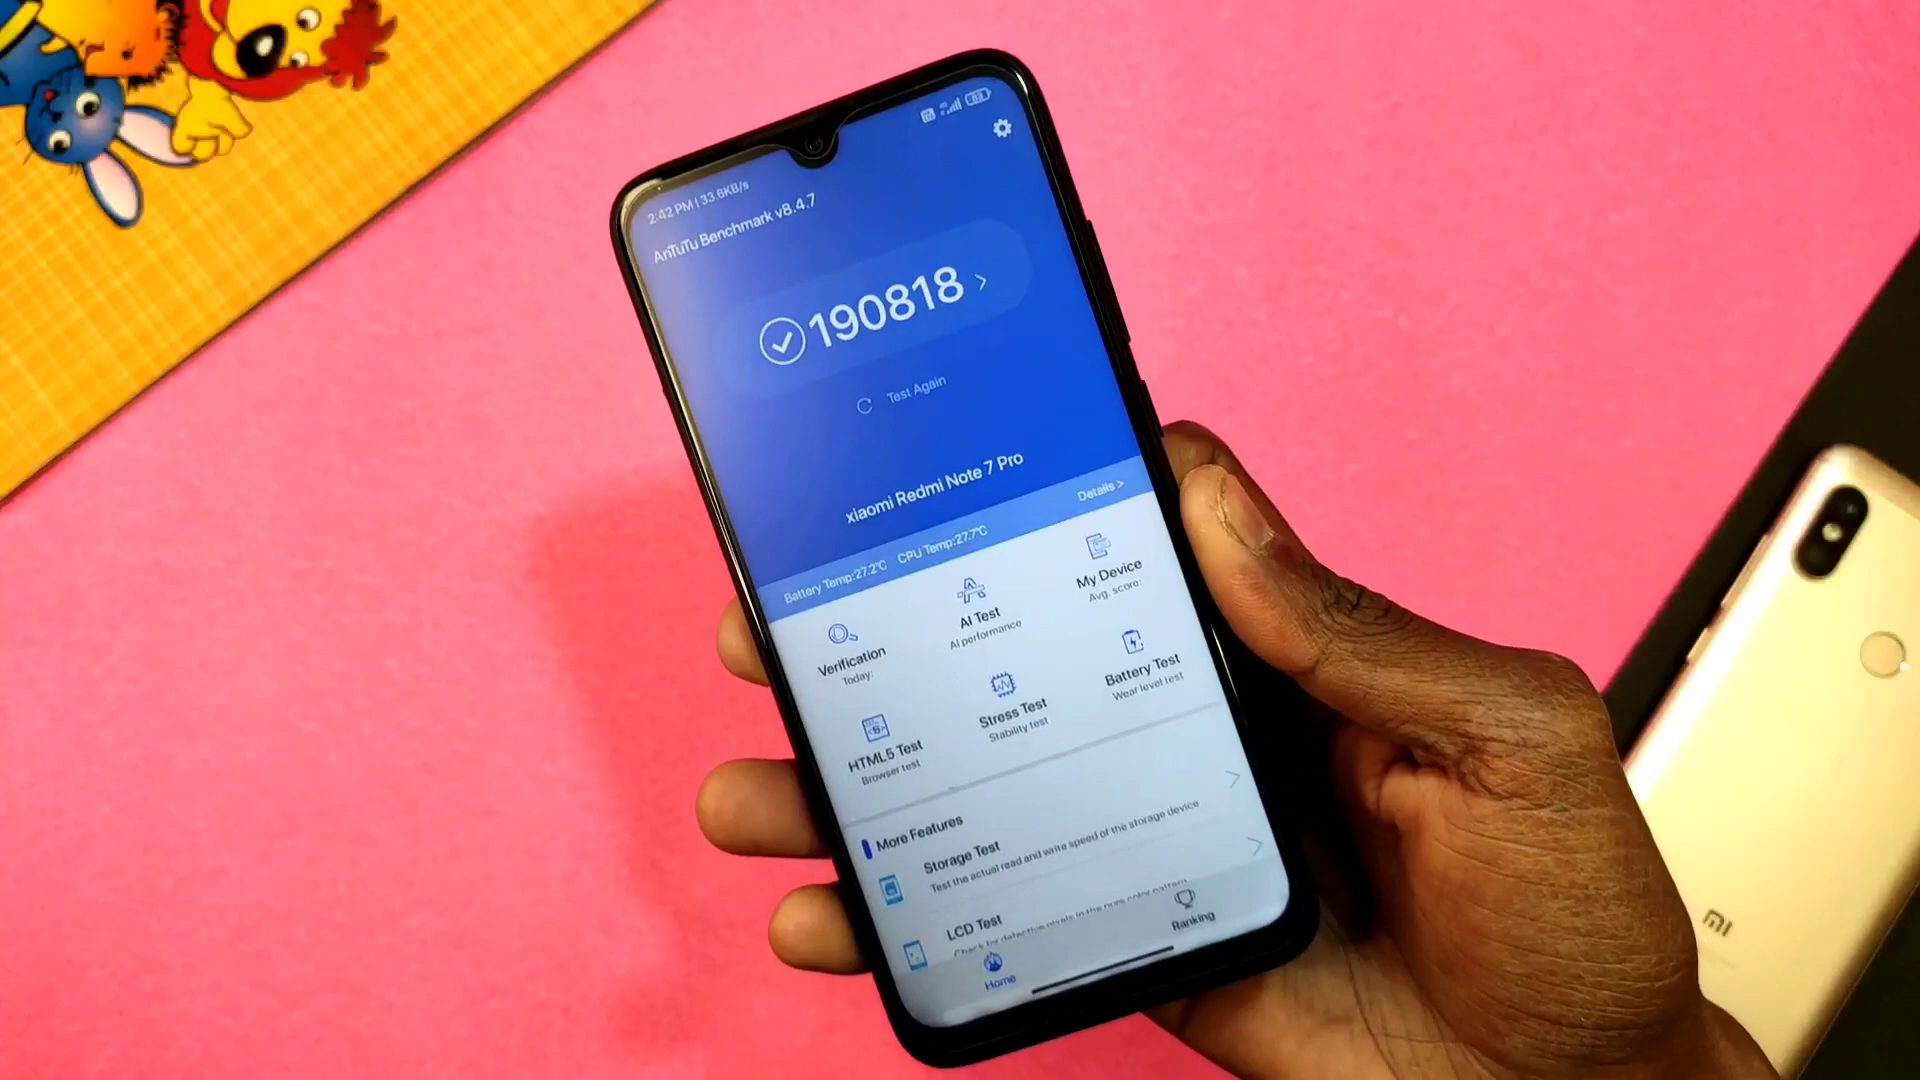 2:42 PM | 33.6KB/s
4G
83
AnTuTu Benchmark v8.4.7
190818 >
Test Again
xiaomi Redmi Note 7 Pro
Battery Temp:27.2℃ CPU Temp:27.7℃ Details >
Verification
Today:
AI Test
AI performance
My Device
Avg. score:
HTML5 Test
Browser test
Stress Test
Stability test
Battery Test
Wear level test
More Features
Storage Test
Test the actual read and write speed of the storage device
LCD Test
Check for defective pixels in the pure color pattern
Home
Ranking
mi